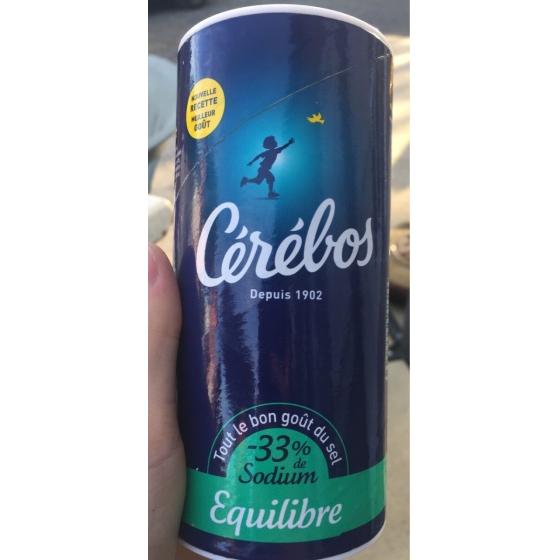 NOUVELLE
RECETTE
MEILLEUR
GOÛT
Cérébos
Depuis 1902
Tout le bon goût du sel
-33%
de
Sodium
Equilibre